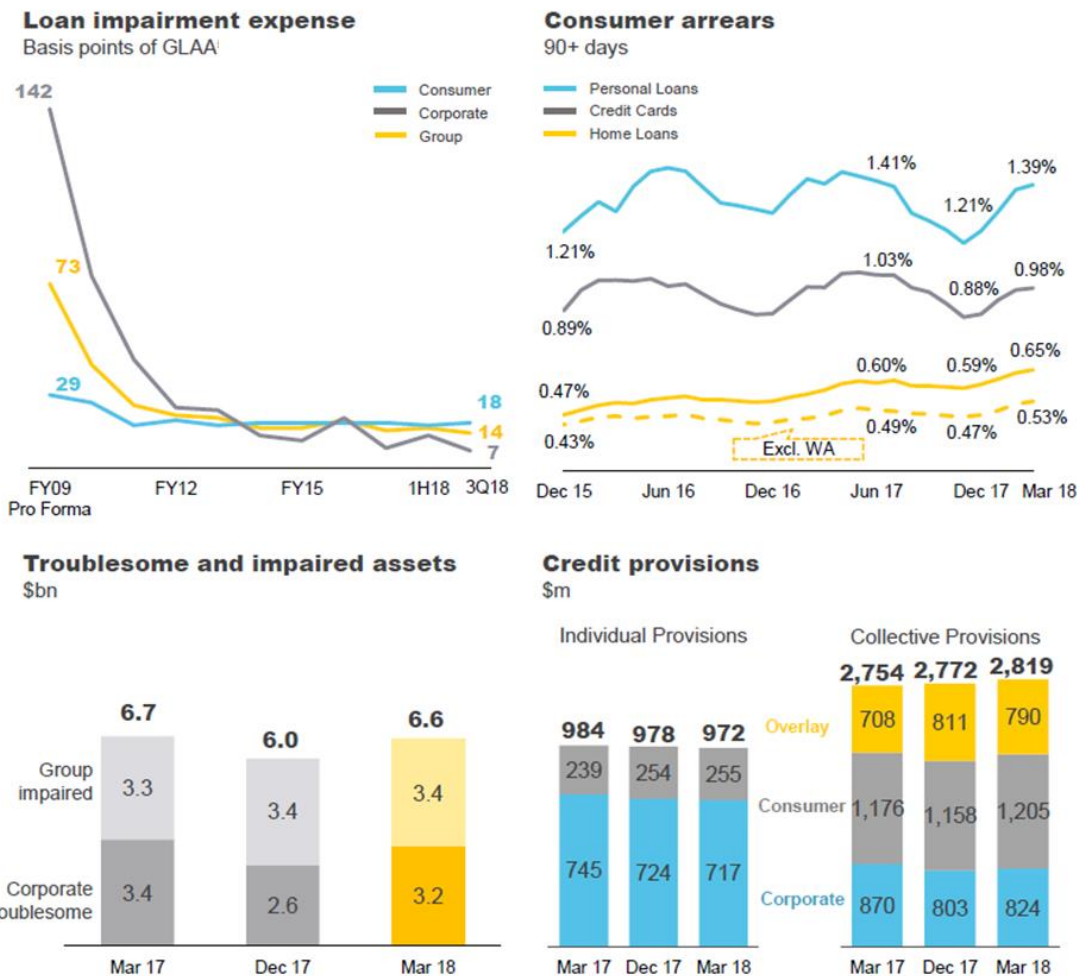 Loan impairment expense
Basis points of GLAA
142
Consumer
Corporate
Group
73
29
18
14
7
FY09
Pro Forma
FY12
FY15
1H18
3Q18
Consumer arrears
90+ days
Personal Loans
Credit Cards
Home Loans
1.41%
1.39%
1.21%
1.21%
1.03%
0.98%
0.88%
0.89%
0.65%
0.60%
0.59%
0.47%
0.53%
0.49%
0.47%
0.43%
Excl. WA
Dec 15
Jun 16
Dec 16
Jun 17
Dec 17
Mar 18
Troublesome and impaired assets
$bn
6.7
6.0
6.6
Group
impaired
3.3
3.4
3.4
Corporate
oublesome
3.4
2.6
3.2
Mar 17
Dec 17
Mar 18
Credit provisions
$m
Individual Provisions
984
978
972
239
254
255
745
724
717
Mar 17
Dec 17
Mar 18
Collective Provisions
2,754
2,772
2,819
Overlay
708
811
790
Consumer
1,176
1,158
1,205
Corporate
870
803
824
Mar 17
Dec 17
Mar 18